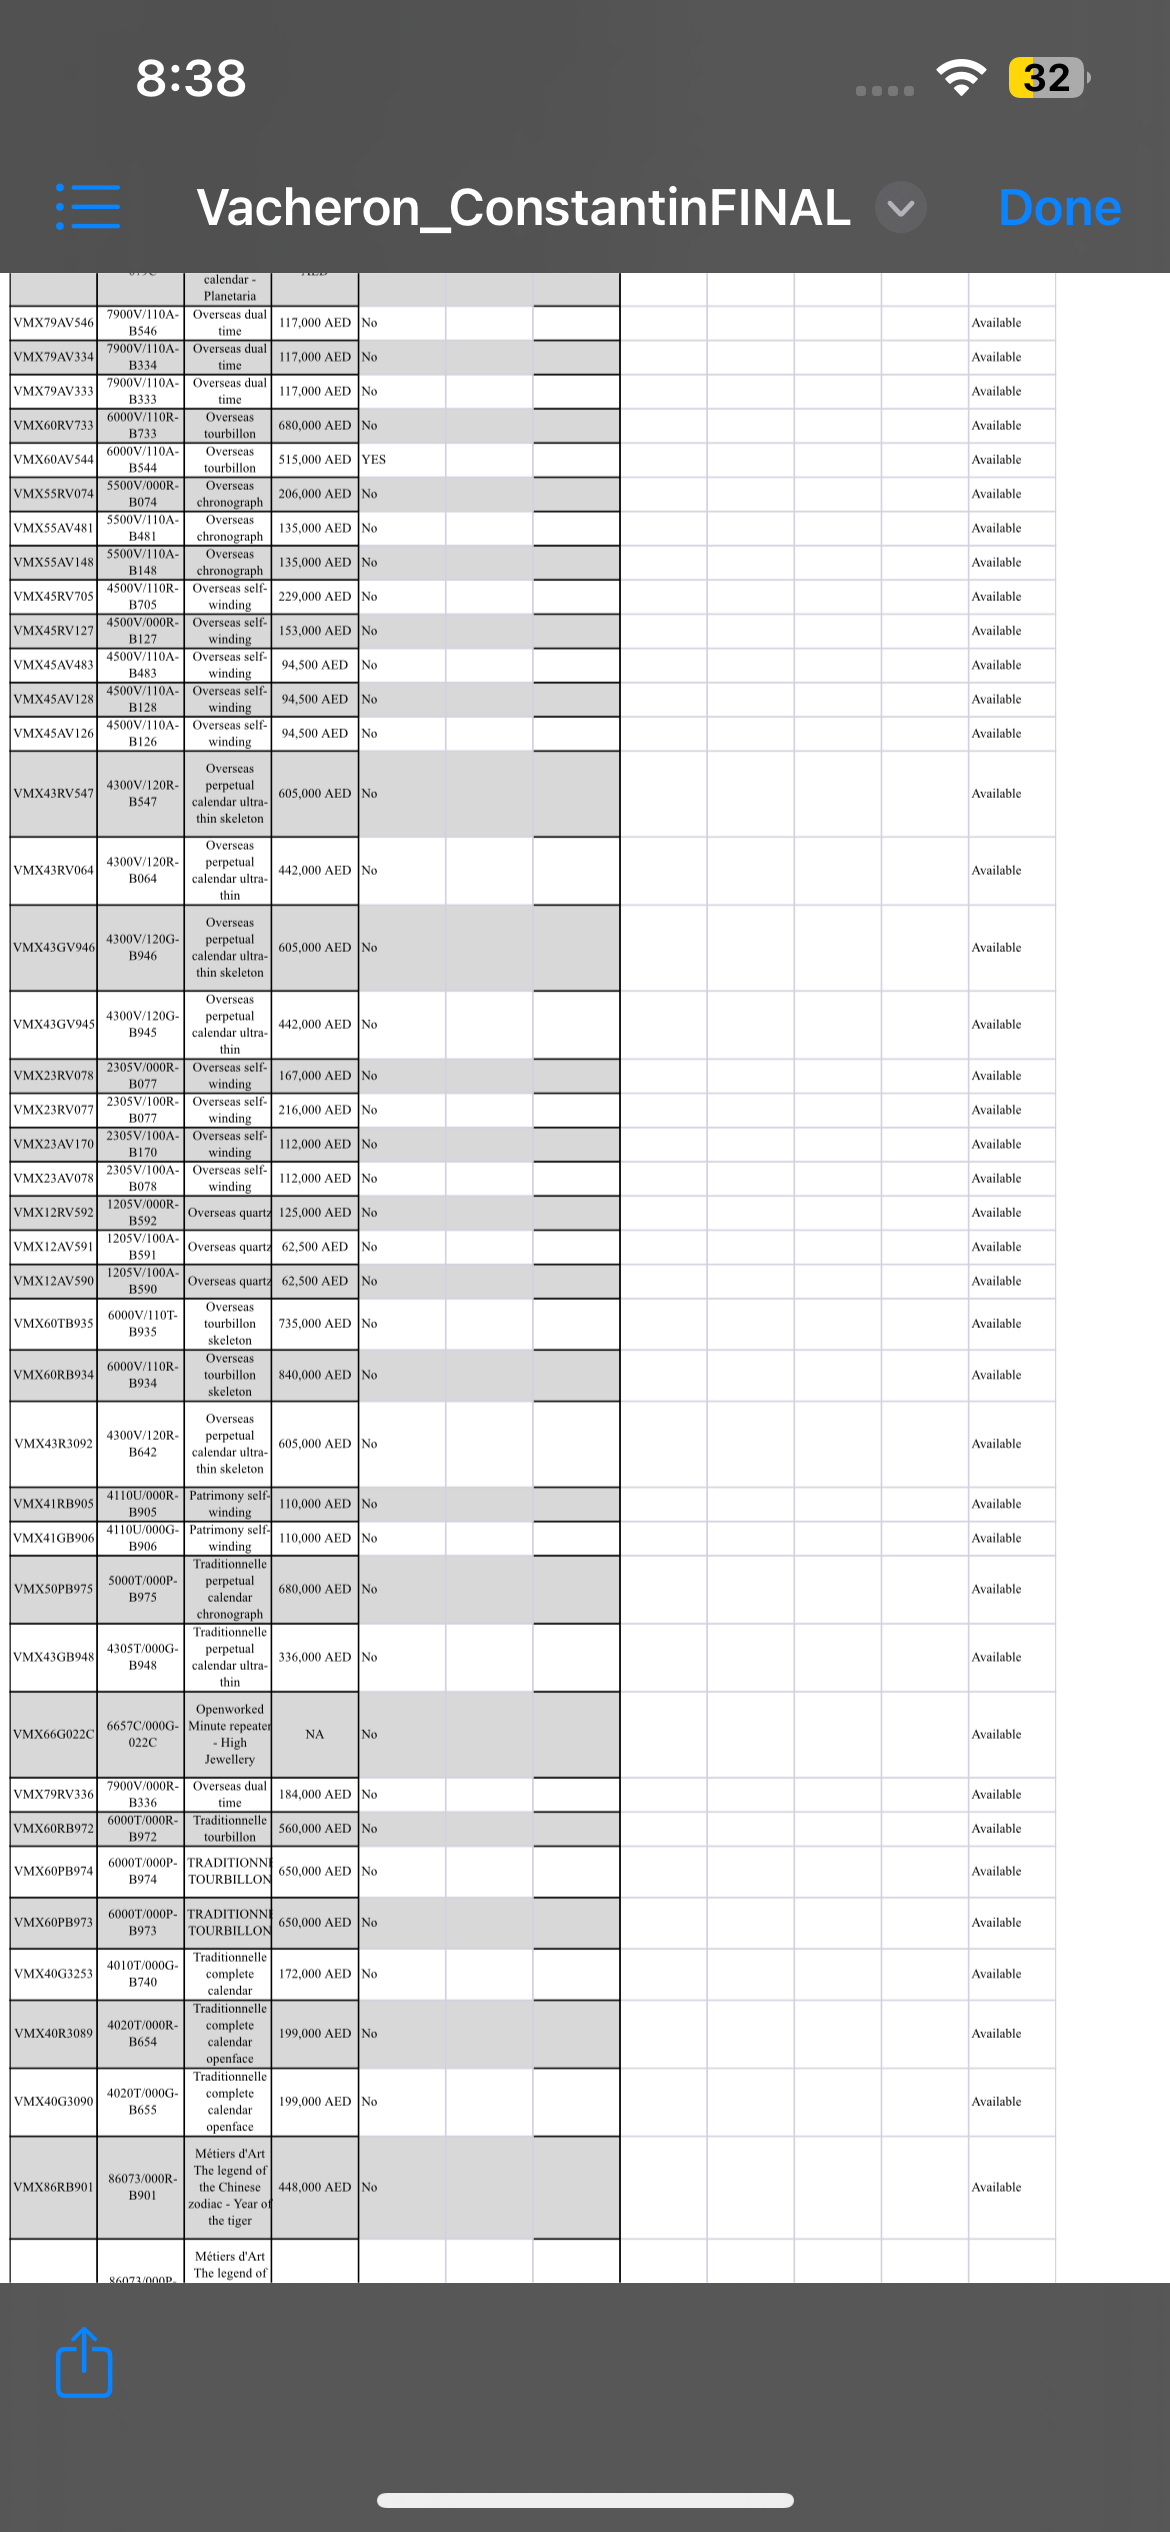 8:38
32
Vacheron_ConstantinFINAL
Done
calendar -
Planetaria
VMX79AV546 7900V/110A-B546 Overseas dual time 117,000 AED No Available
VMX79AV334 7900V/110A-B334 Overseas dual time 117,000 AED No Available
VMX79AV333 7900V/110A-B333 Overseas dual time 117,000 AED No Available
VMX60RV733 6000V/110R-B733 Overseas tourbillon 680,000 AED No Available
VMX60AV544 6000V/110A-B544 Overseas tourbillon 515,000 AED YES Available
VMX55RV074 5500V/000R-B074 Overseas chronograph 206,000 AED No Available
VMX55AV481 5500V/110A-B481 Overseas chronograph 135,000 AED No Available
VMX55AV148 5500V/110A-B148 Overseas chronograph 135,000 AED No Available
VMX45RV705 4500V/110R-B705 Overseas self-winding 229,000 AED No Available
VMX45RV127 4500V/000R-B127 Overseas self-winding 153,000 AED No Available
VMX45AV483 4500V/110A-B483 Overseas self-winding 94,500 AED No Available
VMX45AV128 4500V/110A-B128 Overseas self-winding 94,500 AED No Available
VMX45AV126 4500V/110A-B126 Overseas self-winding 94,500 AED No Available
VMX43RV547 4300V/120R-B547 Overseas perpetual calendar ultra-thin skeleton 605,000 AED No Available
VMX43RV064 4300V/120R-B064 Overseas perpetual calendar ultra-thin 442,000 AED No Available
VMX43GV946 4300V/120G-B946 Overseas perpetual calendar ultra-thin skeleton 605,000 AED No Available
VMX43GV945 4300V/120G-B945 Overseas perpetual calendar ultra-thin 442,000 AED No Available
VMX23RV078 2305V/000R-B077 Overseas self-winding 167,000 AED No Available
VMX23RV077 2305V/100R-B077 Overseas self-winding 216,000 AED No Available
VMX23AV170 2305V/100A-B170 Overseas self-winding 112,000 AED No Available
VMX23AV078 2305V/100A-B078 Overseas self-winding 112,000 AED No Available
VMX12RV592 1205V/000R-B592 Overseas quartz 125,000 AED No Available
VMX12AV591 1205V/100A-B591 Overseas quartz 62,500 AED No Available
VMX12AV590 1205V/100A-B590 Overseas quartz 62,500 AED No Available
VMX60TB935 6000V/110T-B935 Overseas tourbillon skeleton 735,000 AED No Available
VMX60RB934 6000V/110R-B934 Overseas tourbillon skeleton 840,000 AED No Available
VMX43R3092 4300V/120R-B642 Overseas perpetual calendar ultra-thin skeleton 605,000 AED No Available
VMX41RB905 4110U/000R-B905 Patrimony self-winding 110,000 AED No Available
VMX41GB906 4110U/000G-B906 Patrimony self-winding 110,000 AED No Available
VMX50PB975 5000T/000P-B975 Traditionnelle perpetual calendar chronograph 680,000 AED No Available
VMX43GB948 4305T/000G-B948 Traditionnelle perpetual calendar ultra-thin 336,000 AED No Available
VMX66G022C 6657C/000G-022C Openworked Minute repeater - High Jewellery NA No Available
VMX79RV336 7900V/000R-B336 Overseas dual time 184,000 AED No Available
VMX60RB972 6000T/000R-B972 Traditionnelle tourbillon 560,000 AED No Available
VMX60PB974 6000T/000P-B974 TRADITIONNE TOURBILLON 650,000 AED No Available
VMX60PB973 6000T/000P-B973 TRADITIONNE TOURBILLON 650,000 AED No Available
VMX40G3253 4010T/000G-B740 Traditionnelle complete calendar 172,000 AED No Available
VMX40R3089 4020T/000R-B654 Traditionnelle complete calendar openface 199,000 AED No Available
VMX40G3090 4020T/000G-B655 Traditionnelle complete calendar openface 199,000 AED No Available
VMX86RB901 86073/000R-B901 Métiers d'Art The legend of the Chinese zodiac - Year of the tiger 448,000 AED No Available
86073/000P- Métiers d'Art The legend of